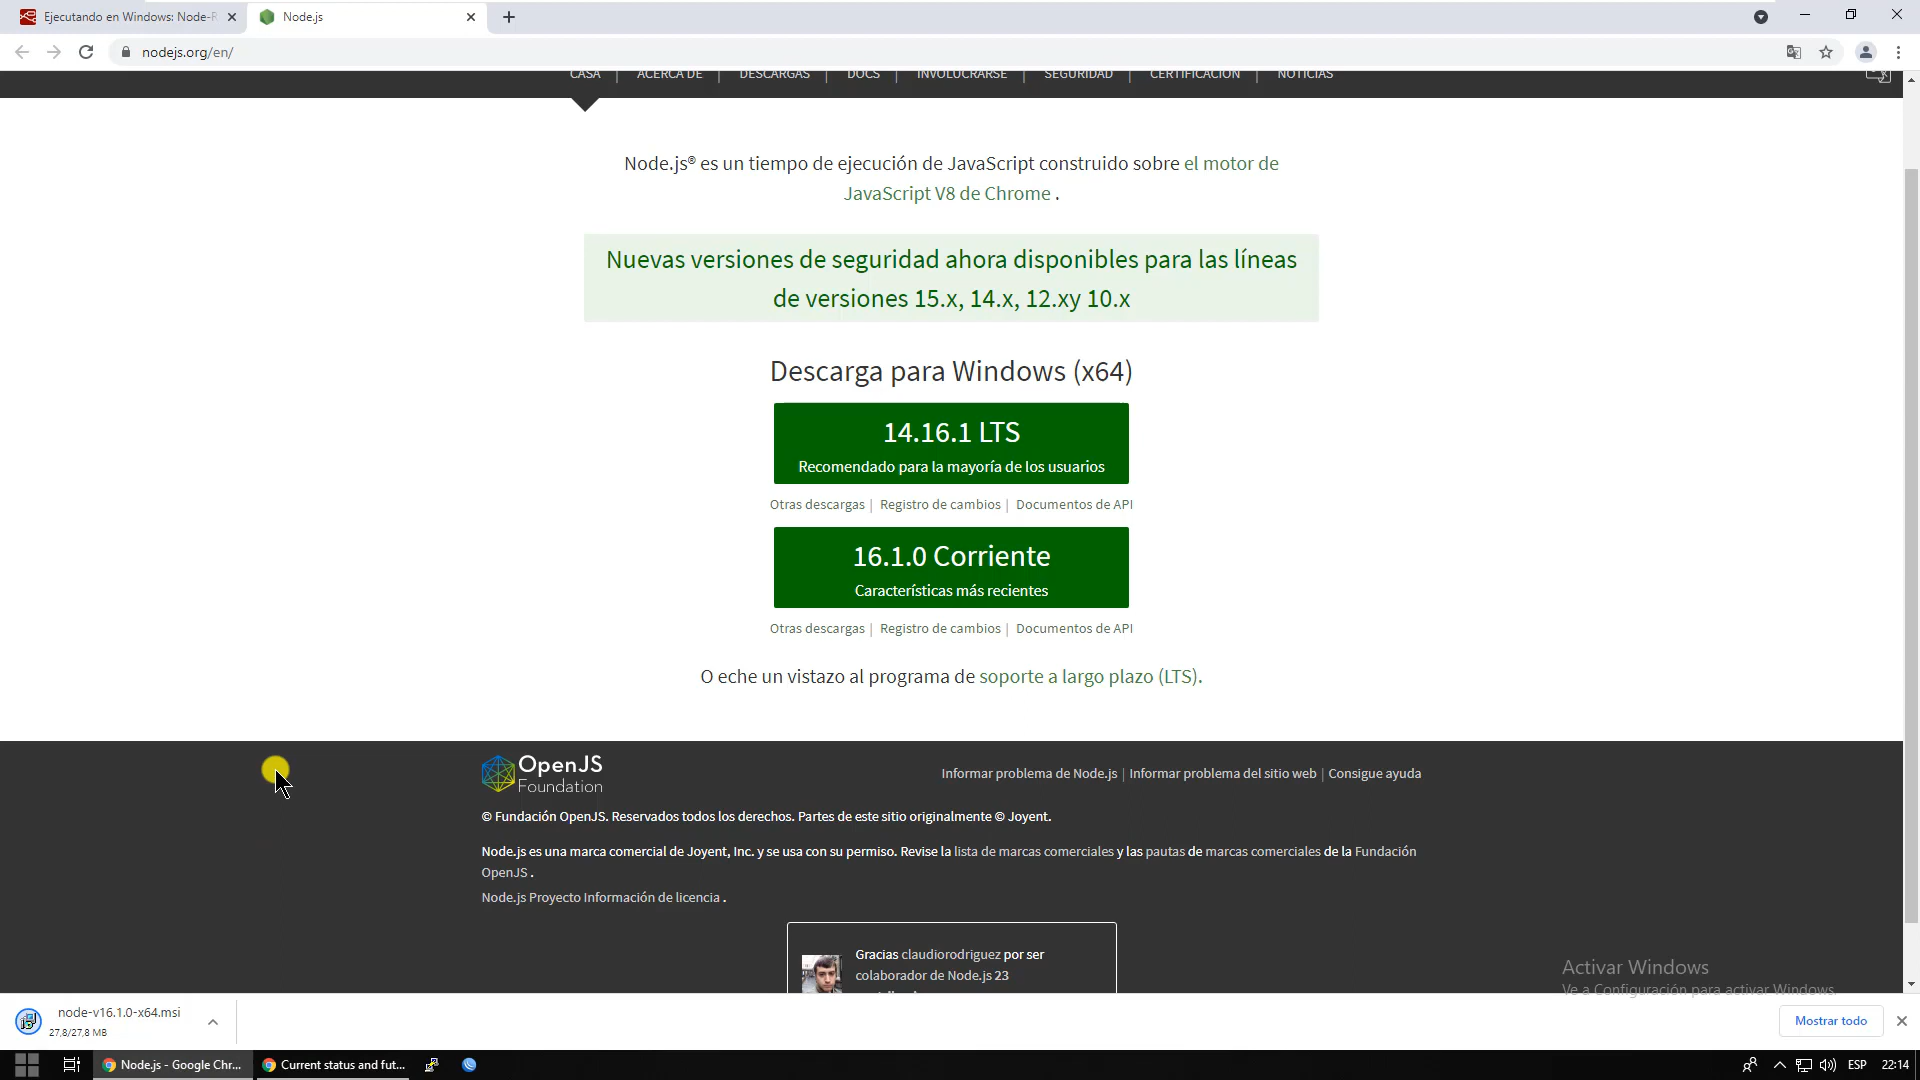 Ejecutando en Windows: Node-R
Node.js
nodejs.org/en/
CASA | ACERCA DE | DESCARGAS | DOCS | INVOLUCRARSE | SEGURIDAD | CERTIFICACIÓN | NOTICIAS
Node.js® es un tiempo de ejecución de JavaScript construido sobre el motor de
JavaScript V8 de Chrome .
Nuevas versiones de seguridad ahora disponibles para las líneas
de versiones 15.x, 14.x, 12.xy 10.x
Descarga para Windows (x64)
14.16.1 LTS
Recomendado para la mayoría de los usuarios
Otras descargas | Registro de cambios | Documentos de API
16.1.0 Corriente
Características más recientes
Otras descargas | Registro de cambios | Documentos de API
O eche un vistazo al programa de soporte a largo plazo (LTS).
OpenJS
Foundation
Informar problema de Node.js | Informar problema del sitio web | Consigue ayuda
© Fundación OpenJS. Reservados todos los derechos. Partes de este sitio originalmente © Joyent.
Node.js es una marca comercial de Joyent, Inc. y se usa con su permiso. Revise la lista de marcas comerciales y las pautas de marcas comerciales de la Fundación
OpenJS .
Node.js Proyecto Información de licencia .
Gracias claudiorodriguez por ser
colaborador de Node.js 23
Activar Windows
Ve a Configuración para activar Windows.
node-v16.1.0-x64.msi
27,8/27,8 MB
Mostrar todo
Node.js - Google Chr...
Current status and fut...
ESP
22:14